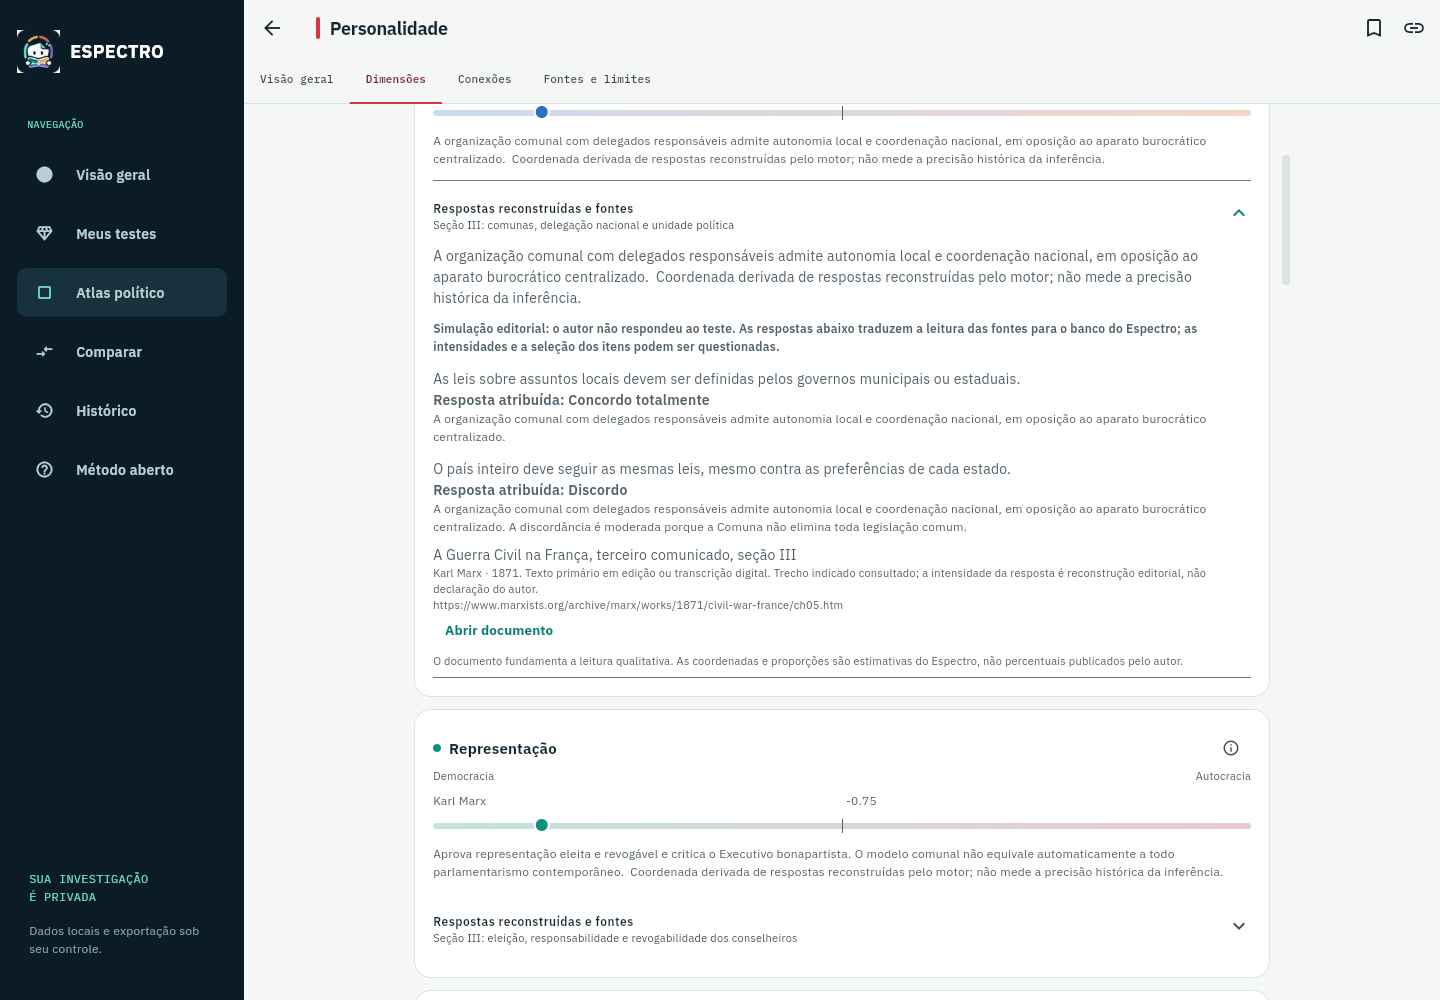 ESPECTRO
NAVEGAÇÃO
Visão geral
Meus testes
Atlas político
Comparar
Histórico
Método aberto
SUA INVESTIGAÇÃO
É PRIVADA
Dados locais e exportação sob
seu controle.
Personalidade
Visão geral
Dimensões
Conexões
Fontes e limites
A organização comunal com delegados responsáveis admite autonomia local e coordenação nacional, em oposição ao aparato burocrático
centralizado.  Coordenada derivada de respostas reconstruídas pelo motor; não mede a precisão histórica da inferência.
Respostas reconstruídas e fontes
Seção III: comunas, delegação nacional e unidade política
A organização comunal com delegados responsáveis admite autonomia local e coordenação nacional, em oposição ao
aparato burocrático centralizado.  Coordenada derivada de respostas reconstruídas pelo motor; não mede a precisão
histórica da inferência.
Simulação editorial: o autor não respondeu ao teste. As respostas abaixo traduzem a leitura das fontes para o banco do Espectro; as
intensidades e a seleção dos itens podem ser questionadas.
As leis sobre assuntos locais devem ser definidas pelos governos municipais ou estaduais.
Resposta atribuída: Concordo totalmente
A organização comunal com delegados responsáveis admite autonomia local e coordenação nacional, em oposição ao aparato burocrático
centralizado.
O país inteiro deve seguir as mesmas leis, mesmo contra as preferências de cada estado.
Resposta atribuída: Discordo
A organização comunal com delegados responsáveis admite autonomia local e coordenação nacional, em oposição ao aparato burocrático
centralizado. A discordância é moderada porque a Comuna não elimina toda legislação comum.
A Guerra Civil na França, terceiro comunicado, seção III
Karl Marx · 1871. Texto primário em edição ou transcrição digital. Trecho indicado consultado; a intensidade da resposta é reconstrução editorial, não
declaração do autor.
https://www.marxists.org/archive/marx/works/1871/civil-war-france/ch05.htm
Abrir documento
O documento fundamenta a leitura qualitativa. As coordenadas e proporções são estimativas do Espectro, não percentuais publicados pelo autor.
Representação
Democracia
Autocracia
Karl Marx
-0.75
Aprova representação eleita e revogável e critica o Executivo bonapartista. O modelo comunal não equivale automaticamente a todo
parlamentarismo contemporâneo.  Coordenada derivada de respostas reconstruídas pelo motor; não mede a precisão histórica da inferência.
Respostas reconstruídas e fontes
Seção III: eleição, responsabilidade e revogabilidade dos conselheiros